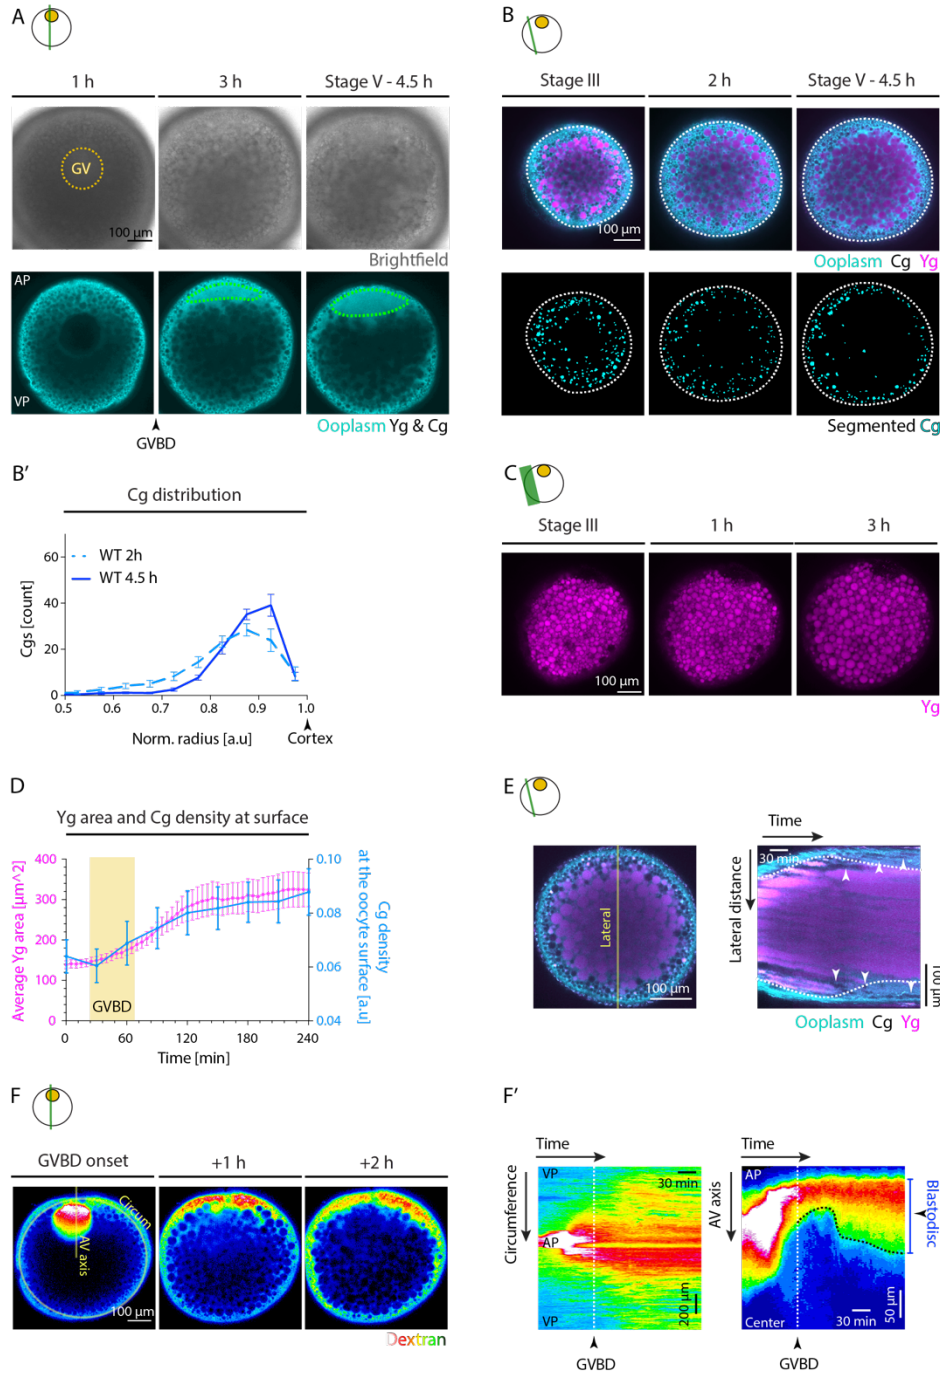 A
1 h
3 h
Stage V - 4.5 h
GV
100 µm
Brightfield
AP
VP
Ooplasm Yg & Cg
GVBD
B
Stage III
2 h
Stage V - 4.5 h
100 µm
Ooplasm Cg Yg
Segmented Cg
B'
Cg distribution
WT 2h
WT 4.5 h
Cgs [count]
60
40
20
0
0.5
0.6
0.7
0.8
0.9
1.0
Norm. radius [a.u]
Cortex
C
Stage III
1 h
3 h
100 µm
Yg
D
Yg area and Cg density at surface
Average Yg area [µm^2]
400
300
200
100
0
Cg density
at the oocyte surface [a.u]
0.10
0.08
0.06
0.04
GVBD
0
60
120
180
240
Time [min]
E
Lateral
100 µm
Time
30 min
Lateral distance
100 µm
Ooplasm Cg Yg
F
GVBD onset
+1 h
+2 h
Circum
AV axis
100 µm
Dextran
F'
Time
Circumference
VP
30 min
AP
VP
200 µm
GVBD
Time
AV axis
AP
Blastodisc
Center
30 min
50 µm
GVBD